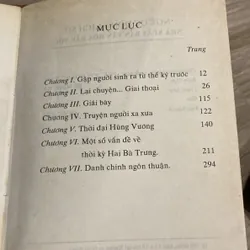 MỤC LỤC
Trang
Chương I. Gặp người sinh ra từ thế kỷ trước 12
Chương II. Lai chuyện... Giai thoại 26
Chương III. Giãi bày 115
Chương IV. Truyện người xa xưa 122
Chương V. Thời đại Hùng Vương 140
Chương VI. Một số vấn đề về
thời kỳ Hai Bà Trưng. 211
Chương VII. Danh chính ngôn thuận. 294